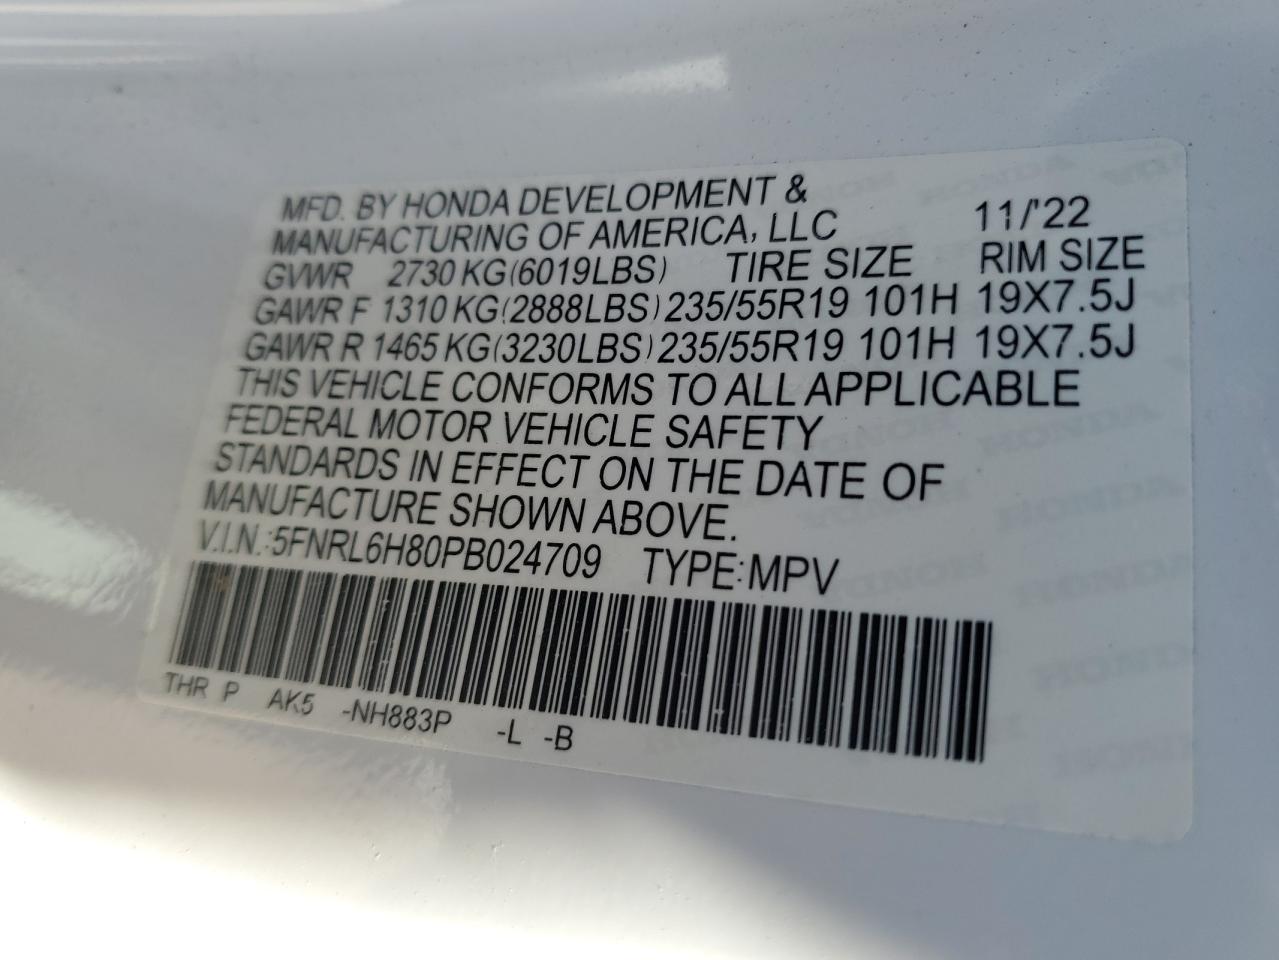 MFD. BY HONDA DEVELOPMENT &
MANUFACTURING OF AMERICA, LLC 11/'22
GVWR 2730 KG(6019LBS) TIRE SIZE RIM SIZE
GAWR F 1310 KG(2888LBS) 235/55R19 101H 19X7.5J
GAWR R 1465 KG(3230LBS) 235/55R19 101H 19X7.5J
THIS VEHICLE CONFORMS TO ALL APPLICABLE
FEDERAL MOTOR VEHICLE SAFETY
STANDARDS IN EFFECT ON THE DATE OF
MANUFACTURE SHOWN ABOVE.
V.I.N.:5FNRL6H80PB024709 TYPE:MPV
THR P AK5 -NH883P -L -B